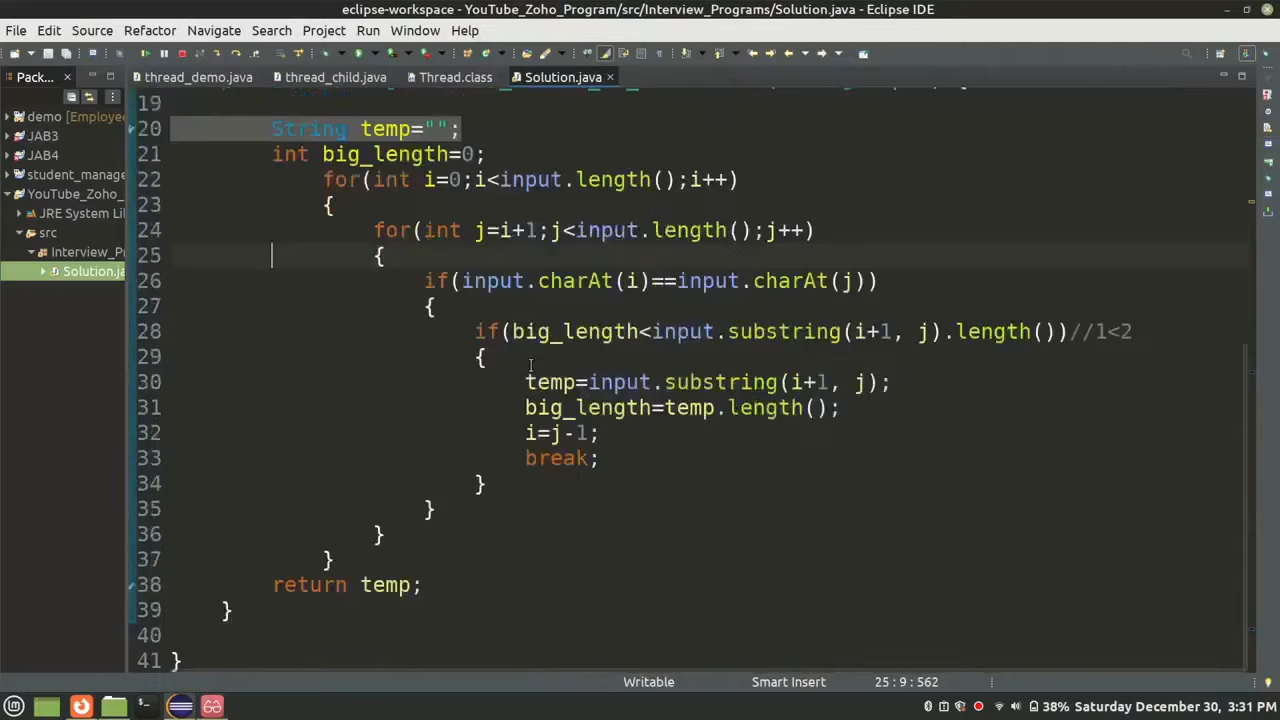 eclipse-workspace - YouTube_Zoho_Program/src/Interview_Programs/Solution.java - Eclipse IDE
File Edit Source Refactor Navigate Search Project Run Window Help
Pack... thread_demo.java thread_child.java Thread.class Solution.java
demo [Employee
JAB3
JAB4
student_manage
YouTube_Zoho_
JRE System Li
src
Interview_P
Solution.ja
19
20 String temp="";
21 int big_length=0;
22 for(int i=0;i<input.length();i++)
23 {
24 for(int j=i+1;j<input.length();j++)
25 {
26 if(input.charAt(i)==input.charAt(j))
27 {
28 if(big_length<input.substring(i+1, j).length())//1<2
29 {
30 temp=input.substring(i+1, j);
31 big_length=temp.length();
32 i=j-1;
33 break;
34 }
35 }
36 }
37 }
38 return temp;
39 }
40
41 }
Writable Smart Insert 25 : 9 : 562
38% Saturday December 30, 3:31 PM